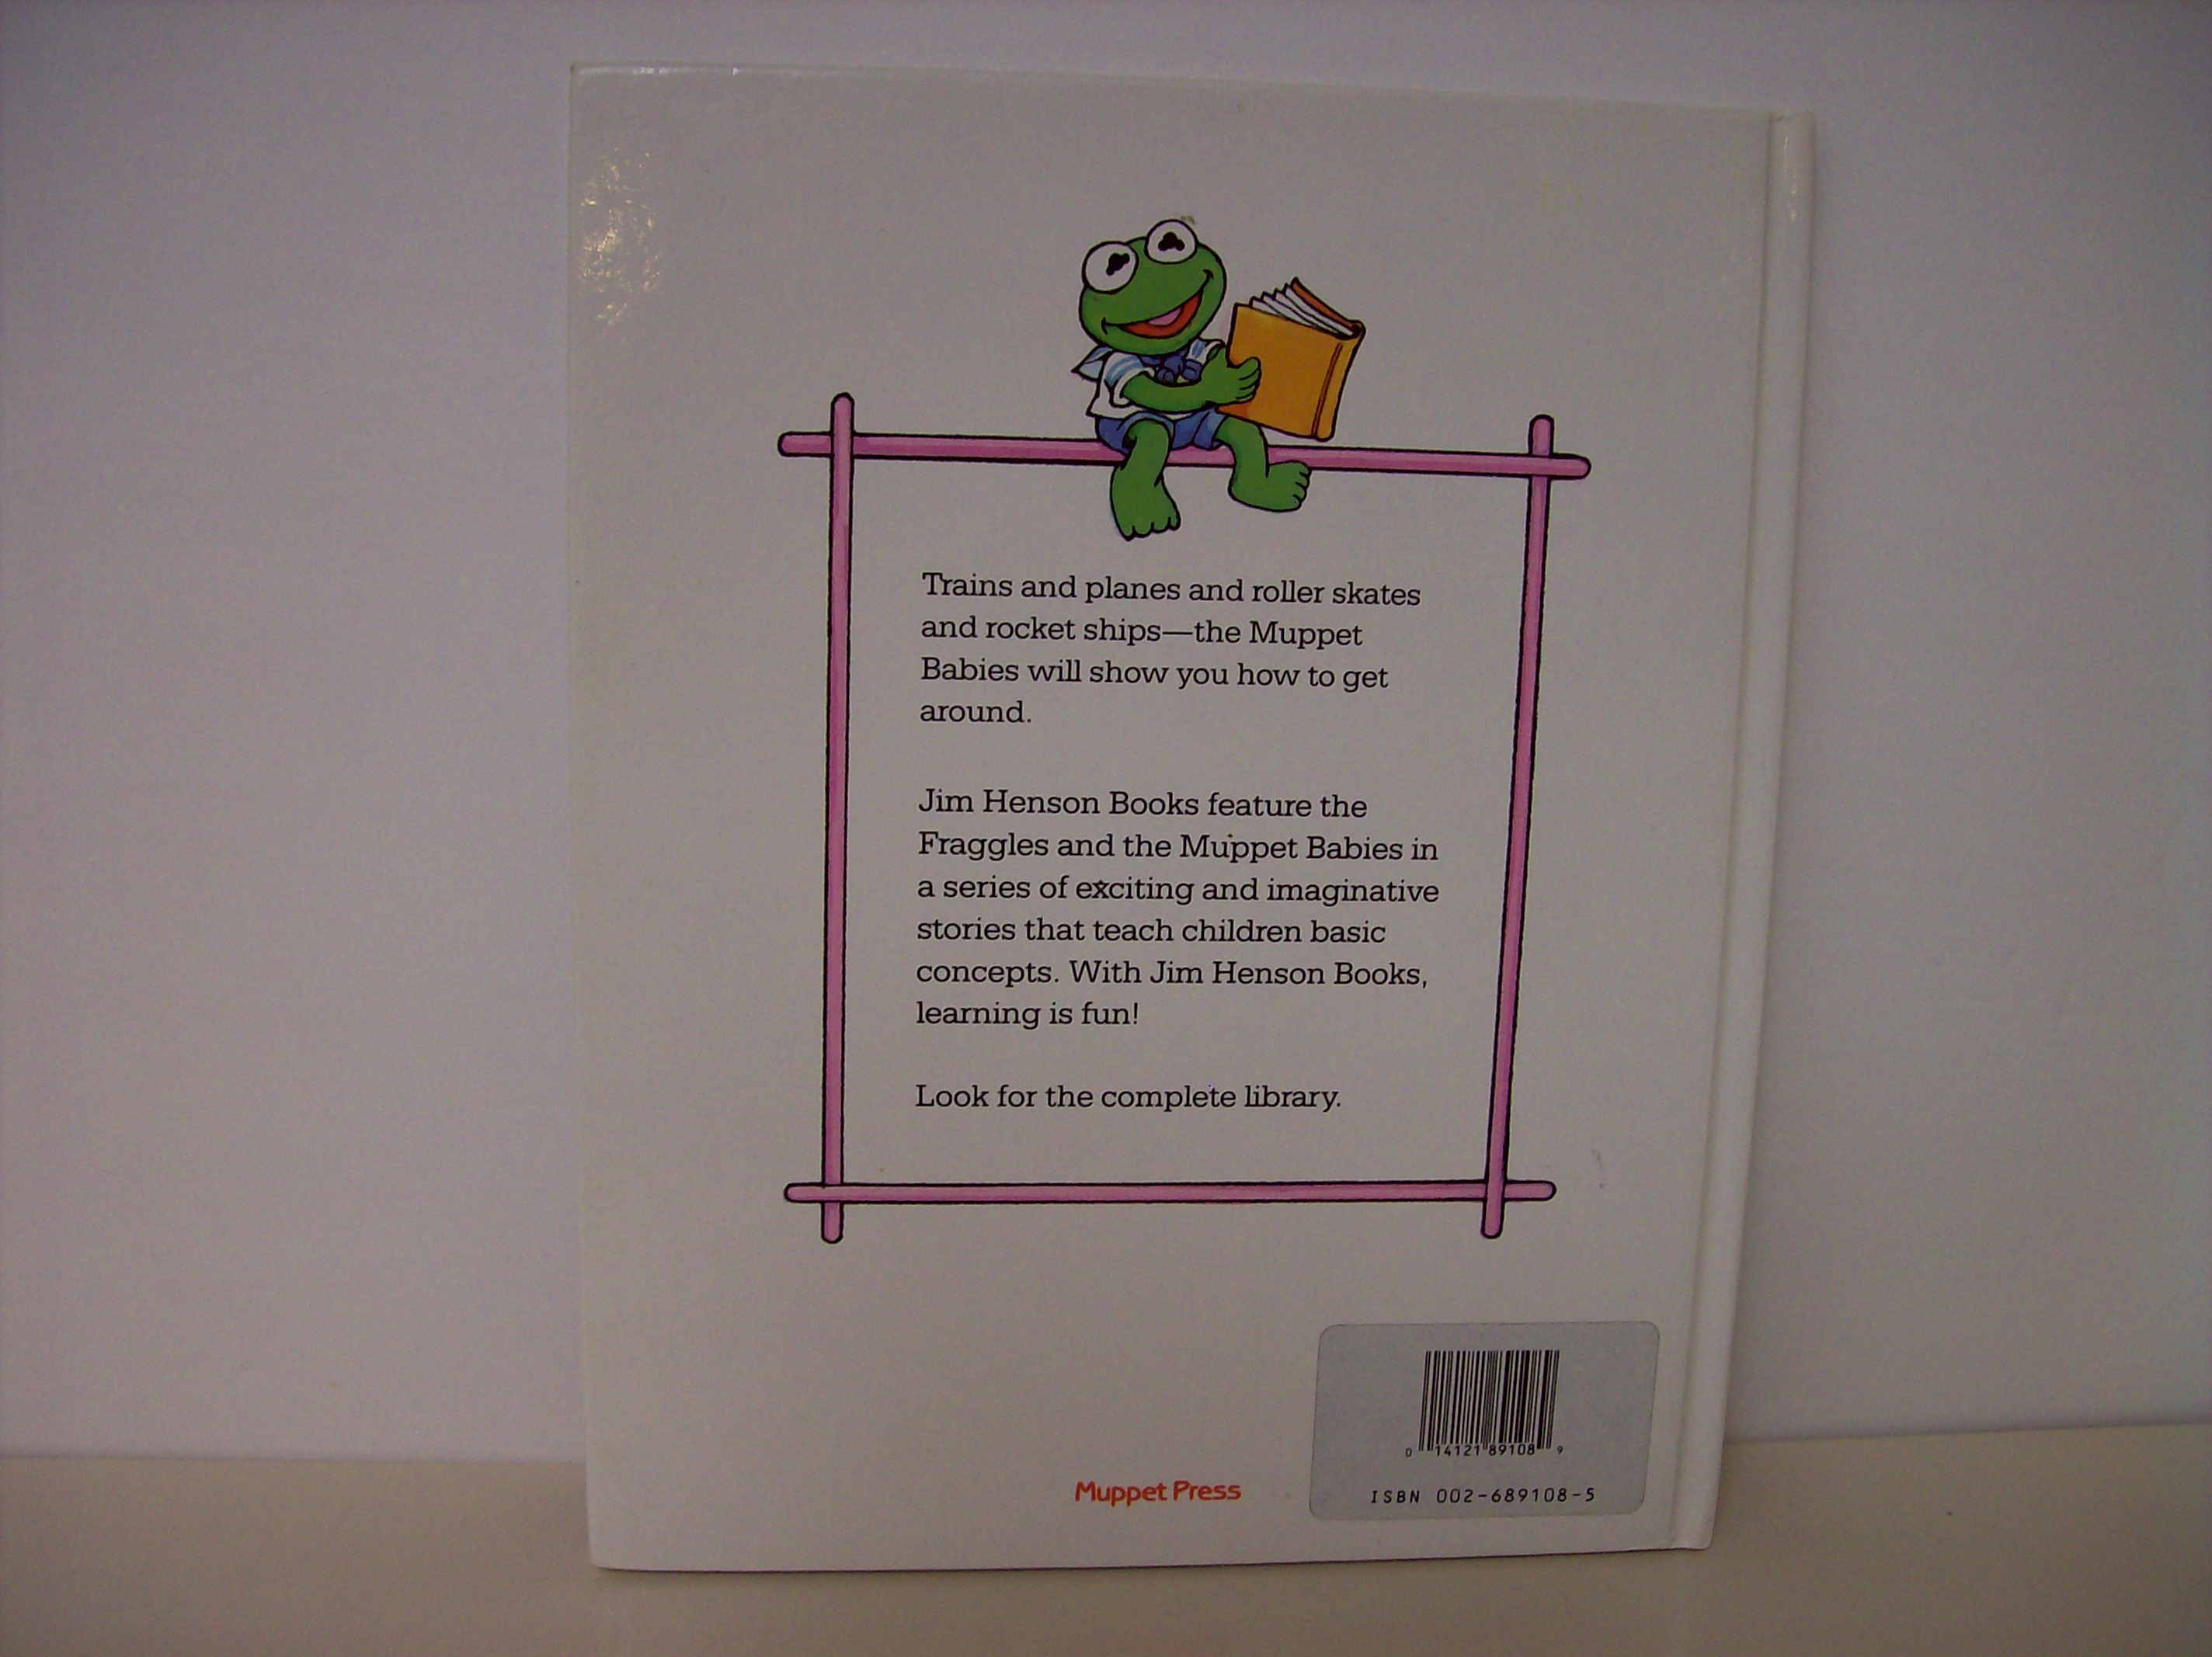 Trains and planes and roller skates
and rocket ships—the Muppet
Babies will show you how to get
around.
Jim Henson Books feature the
Fraggles and the Muppet Babies in
a series of exciting and imaginative
stories that teach children basic
concepts. With Jim Henson Books,
learning is fun!
Look for the complete library.
0 14121 89108 9
Muppet Press
ISBN 002-689108-5